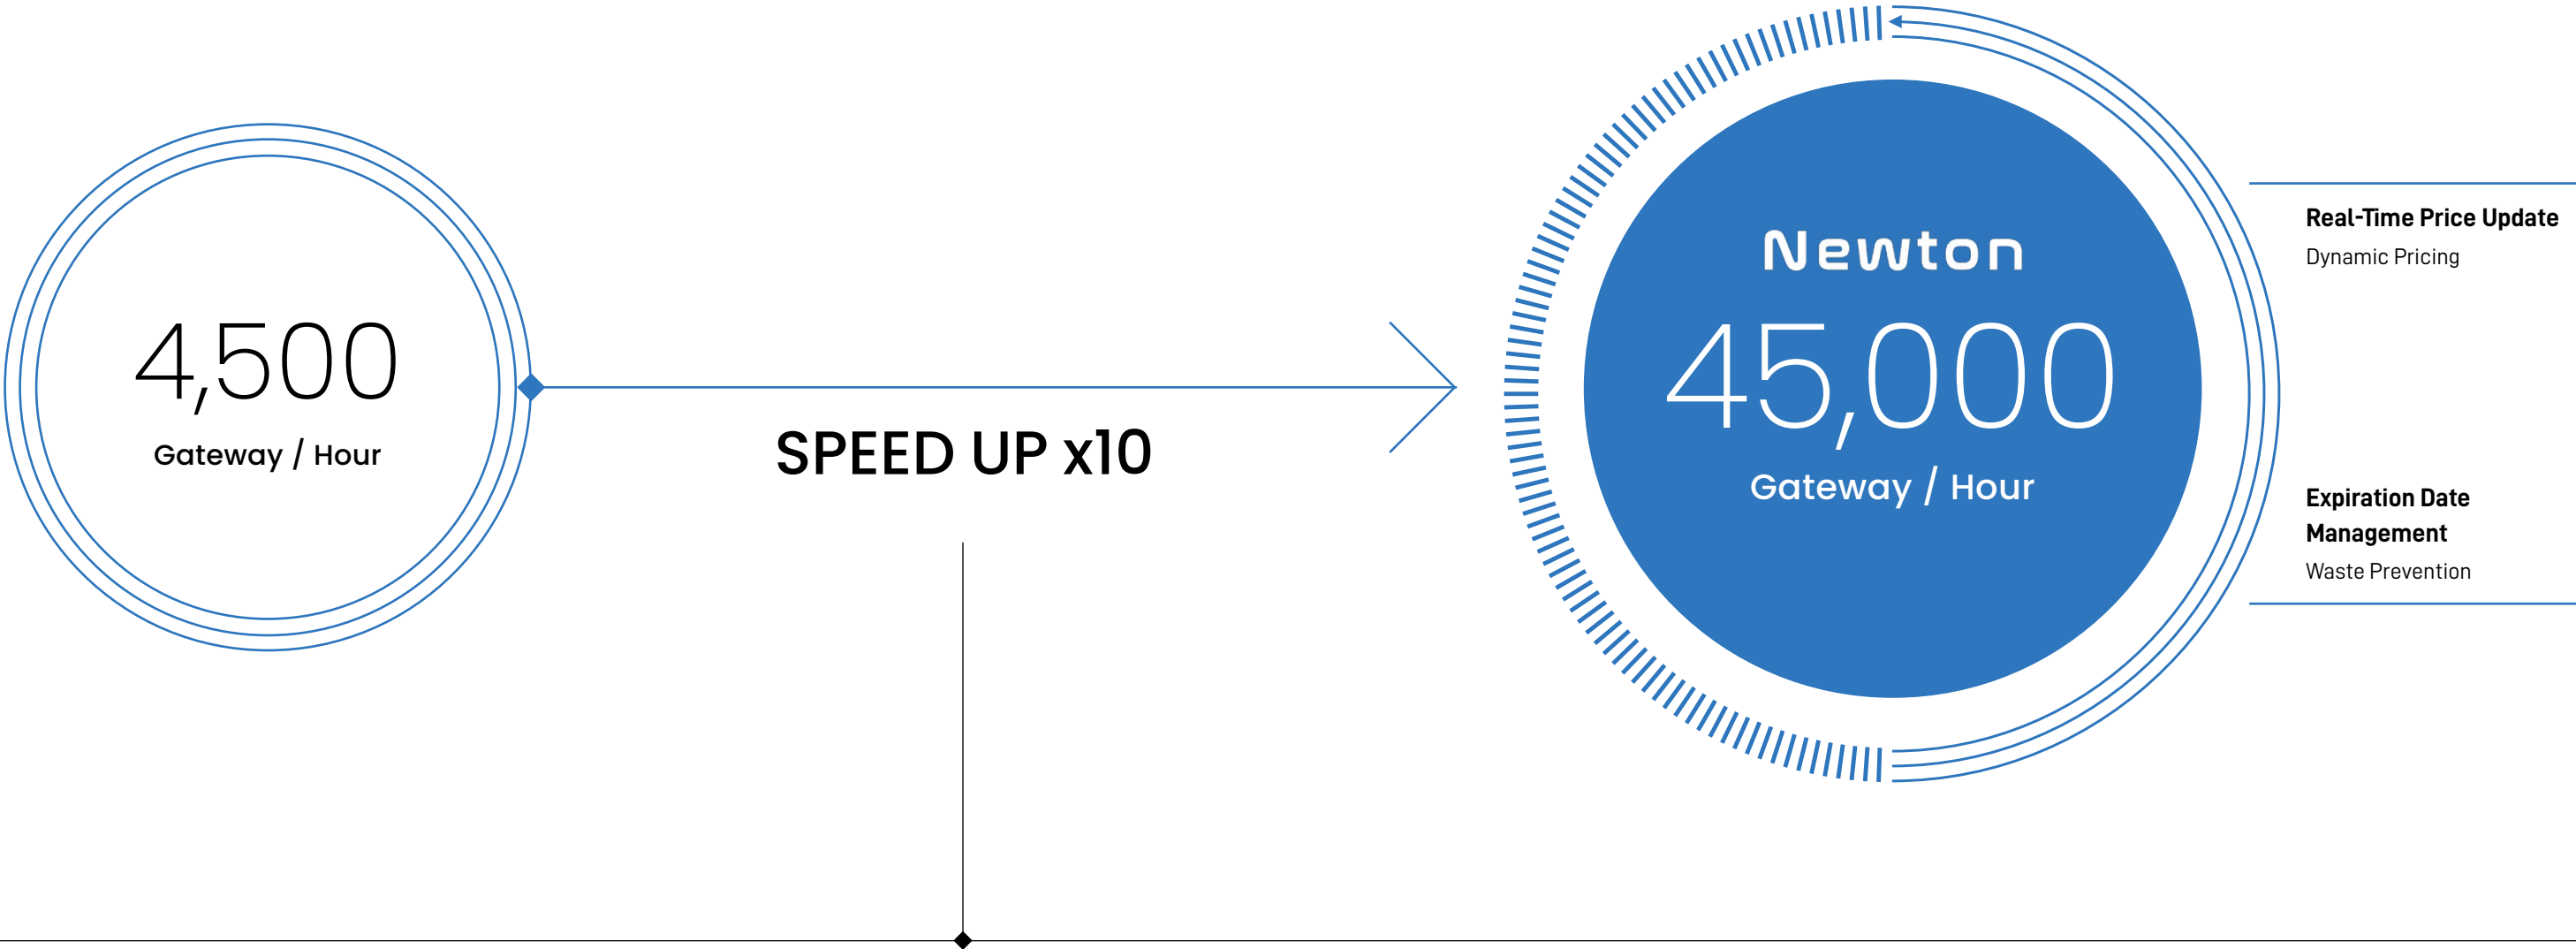 4,500
Gateway / Hour
SPEED UP x10
Newton
45,000
Gateway / Hour
Real-Time Price Update
Dynamic Pricing
Expiration Date
Management
Waste Prevention